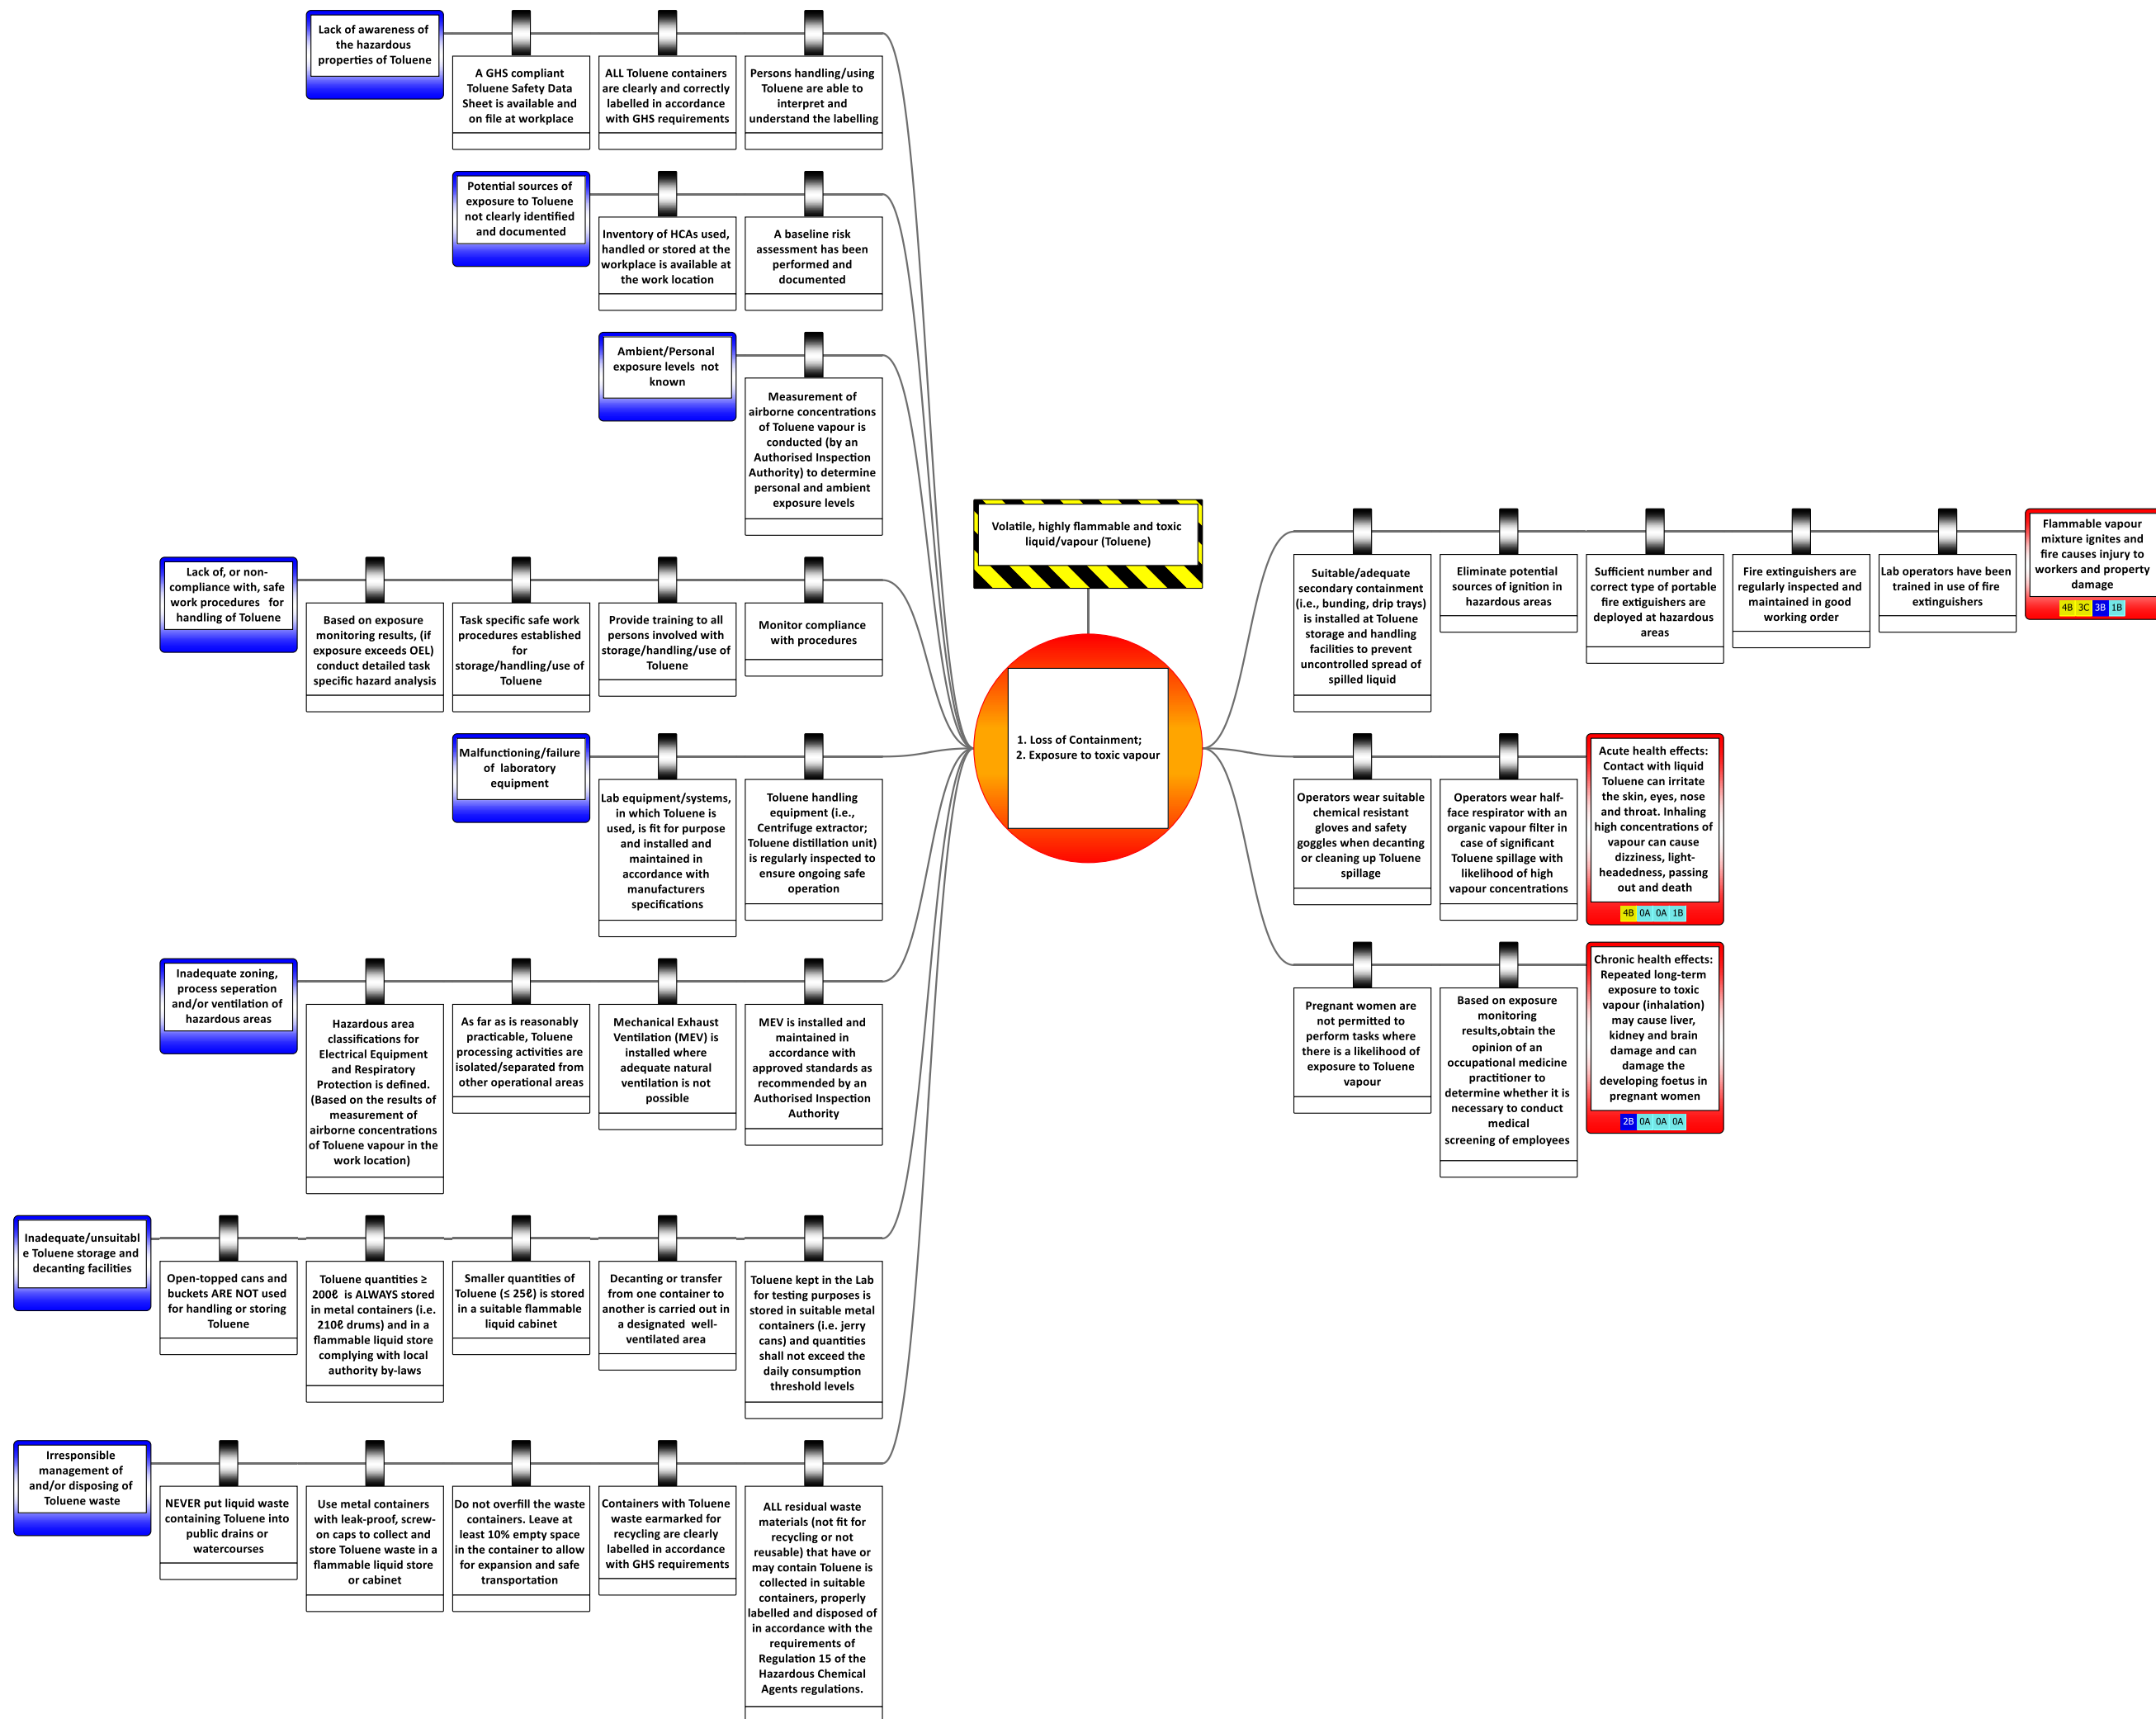 Lack of awareness of
the hazardous
properties of Toluene
A GHS compliant
Toluene Safety Data
Sheet is available and
on file at workplace
ALL Toluene containers
are clearly and correctly
labelled in accordance
with GHS requirements
Persons handling/using
Toluene are able to
interpret and
understand the labelling
Potential sources of
exposure to Toluene
not clearly identified
and documented
Inventory of HCAs used,
handled or stored at the
workplace is available at
the work location
A baseline risk
assessment has been
performed and
documented
Ambient/Personal
exposure levels  not
known
Measurement of
airborne concentrations
of Toluene vapour is
conducted (by an
Authorised Inspection
Authority) to determine
personal and ambient
exposure levels
Lack of, or non-
compliance with, safe
work procedures   for
handling of Toluene
Based on exposure
monitoring results, (if
exposure exceeds OEL)
conduct detailed task
specific hazard analysis
Task specific safe work
procedures established
for
storage/handling/use of
Toluene
Provide training to all
persons involved with
storage/handling/use of
Toluene
Monitor compliance
with procedures
Malfunctioning/failure
of  laboratory
equipment
Lab equipment/systems,
in which Toluene is
used, is fit for purpose
and installed and
maintained in
accordance with
manufacturers
specifications
Toluene handling
equipment (i.e.,
Centrifuge extractor;
Toluene distillation unit)
is regularly inspected to
ensure ongoing safe
operation
Inadequate zoning,
process seperation
and/or ventilation of
hazardous areas
Hazardous area
classifications for
Electrical Equipment
and Respiratory
Protection is defined.
(Based on the results of
measurement of
airborne concentrations
of Toluene vapour in the
work location)
As far as is reasonably
practicable, Toluene
processing activities are
isolated/separated from
other operational areas
Mechanical Exhaust
Ventilation (MEV) is
installed where
adequate natural
ventilation is not
possible
MEV is installed and
maintained in
accordance with
approved standards as
recommended by an
Authorised Inspection
Authority
Inadequate/unsuitabl
e Toluene storage and
decanting facilities
Open-topped cans and
buckets ARE NOT used
for handling or storing
Toluene
Toluene quantities ≥
200ℓ  is ALWAYS stored
in metal containers (i.e.
210ℓ drums) and in a
flammable liquid store
complying with local
authority by-laws
Smaller quantities of
Toluene (≤ 25ℓ) is stored
in a suitable flammable
liquid cabinet
Decanting or transfer
from one container to
another is carried out in
a designated  well-
ventilated area
Toluene kept in the Lab
for testing purposes is
stored in suitable metal
containers (i.e. jerry
cans) and quantities
shall not exceed the
daily consumption
threshold levels
Irresponsible
management of
and/or disposing of
Toluene waste
NEVER put liquid waste
containing Toluene into
public drains or
watercourses
Use metal containers
with leak-proof, screw-
on caps to collect and
store Toluene waste in a
flammable liquid store
or cabinet
Do not overfill the waste
containers. Leave at
least 10% empty space
in the container to allow
for expansion and safe
transportation
Containers with Toluene
waste earmarked for
recycling are clearly
labelled in accordance
with GHS requirements
ALL residual waste
materials (not fit for
recycling or not
reusable) that have or
may contain Toluene is
collected in suitable
containers, properly
labelled and disposed of
in accordance with the
requirements of
Regulation 15 of the
Hazardous Chemical
Agents regulations.
Volatile, highly flammable and toxic
liquid/vapour (Toluene)
1. Loss of Containment;
2. Exposure to toxic vapour
Suitable/adequate
secondary containment
(i.e., bunding, drip trays)
is installed at Toluene
storage and handling
facilities to prevent
uncontrolled spread of
spilled liquid
Eliminate potential
sources of ignition in
hazardous areas
Sufficient number and
correct type of portable
fire extiguishers are
deployed at hazardous
areas
Fire extinguishers are
regularly inspected and
maintained in good
working order
Lab operators have been
trained in use of fire
extinguishers
Flammable vapour
mixture ignites and
fire causes injury to
workers and property
damage
4B 3C 3B 1B
Operators wear suitable
chemical resistant
gloves and safety
goggles when decanting
or cleaning up Toluene
spillage
Operators wear half-
face respirator with an
organic vapour filter in
case of significant
Toluene spillage with
likelihood of high
vapour concentrations
Acute health effects:
Contact with liquid
Toluene can irritate
the skin, eyes, nose
and throat. Inhaling
high concentrations of
vapour can cause
dizziness, light-
headedness, passing
out and death
4B 0A 0A 1B
Pregnant women are
not permitted to
perform tasks where
there is a likelihood of
exposure to Toluene
vapour
Based on exposure
monitoring
results,obtain the
opinion of an
occupational medicine
practitioner to
determine whether it is
necessary to conduct
medical
screening of employees
Chronic health effects:
Repeated long-term
exposure to toxic
vapour (inhalation)
may cause liver,
kidney and brain
damage and can
damage the
developing foetus in
pregnant women
2B 0A 0A 0A